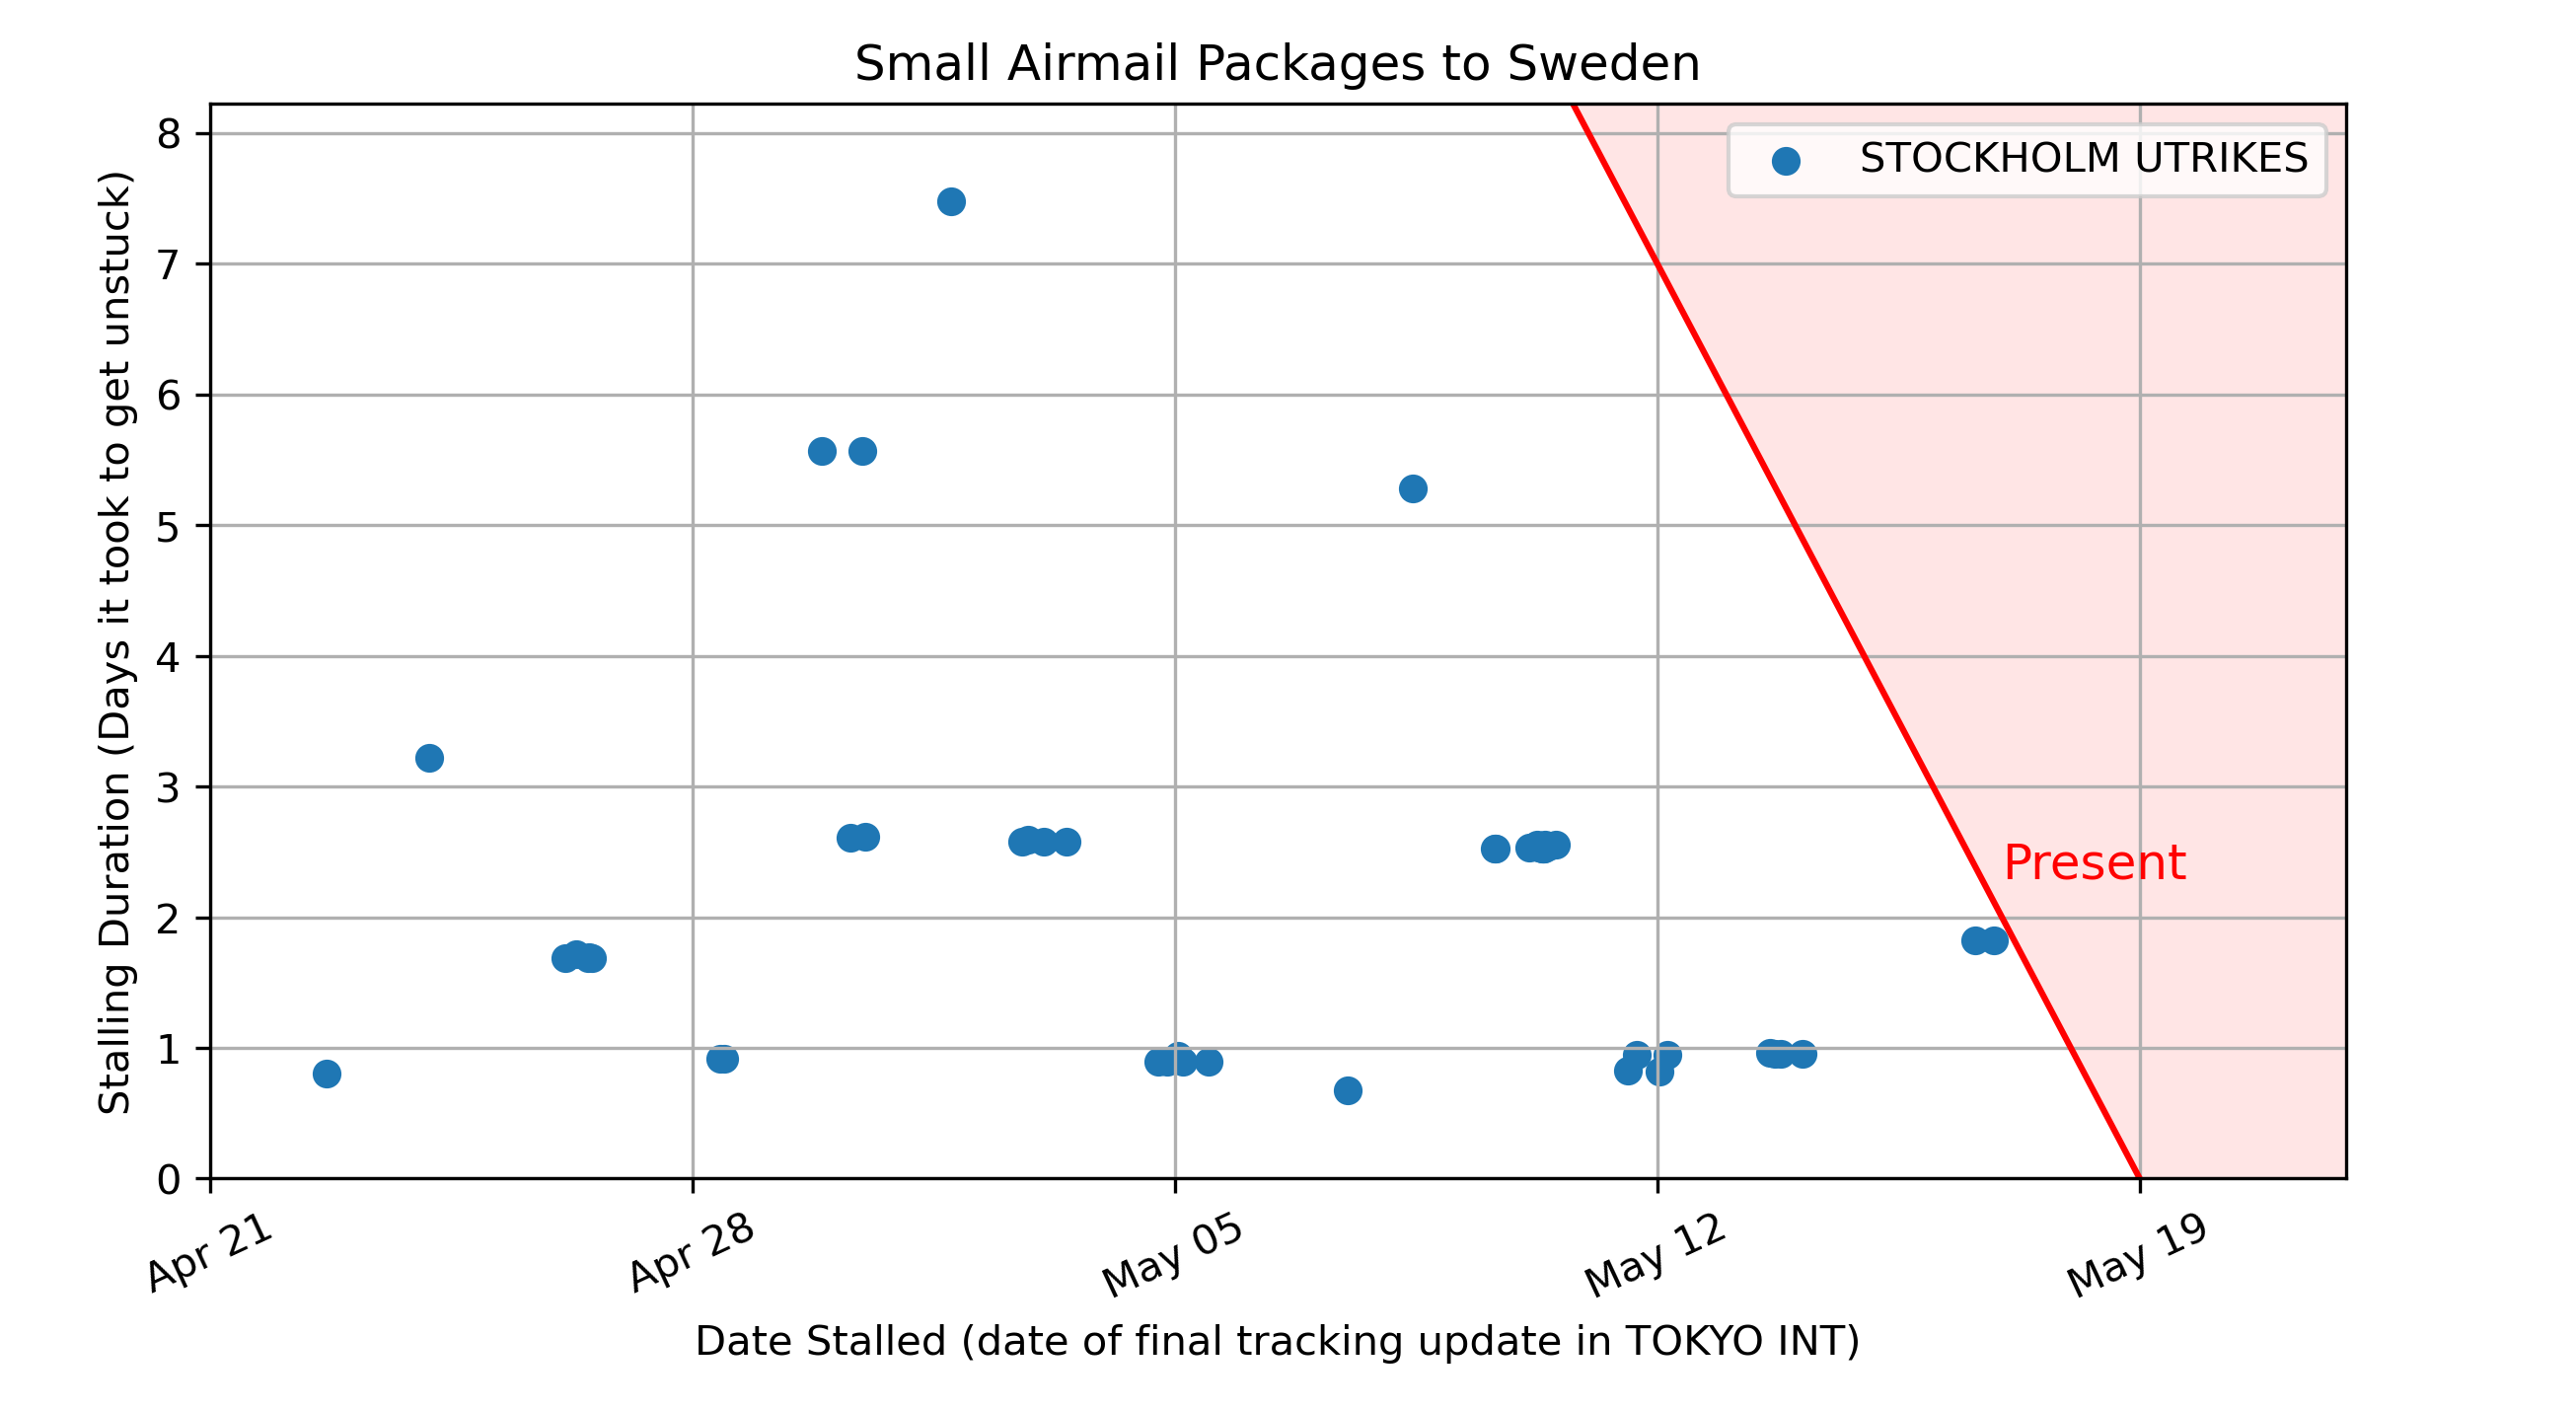 Small Airmail Packages to Sweden
STOCKHOLM UTRIKES
Stalling Duration (Days it took to get unstuck)
8
7
6
5
4
3
2
1
0
Present
Apr 21
Apr 28
May 05
May 12
May 19
Date Stalled (date of final tracking update in TOKYO INT)